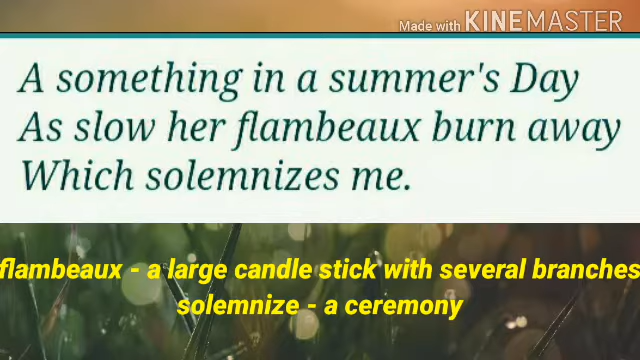 Made with KINEMASTER
A something in a summer's Day
As slow her flambeaux burn away
Which solemnizes me.
flambeaux - a large candle stick with several branches
solemnize - a ceremony